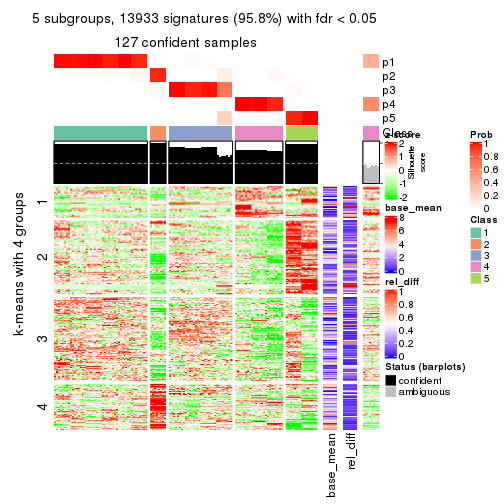 5 subgroups, 13933 signatures (95.8%) with fdr < 0.05
127 confident samples
p1
p2
p3
p4
p5
Class
Silhouette
score
k-means with 4 groups
1
2
3
4
base_mean
rel_diff
z-score
2
1
0
-1
-2
base_mean
8
6
4
2
0
rel_diff
1
0.8
0.6
0.4
0.2
0
Status (barplots)
confident
ambiguous
Prob
1
0.8
0.6
0.4
0.2
0
Class
1
2
3
4
5